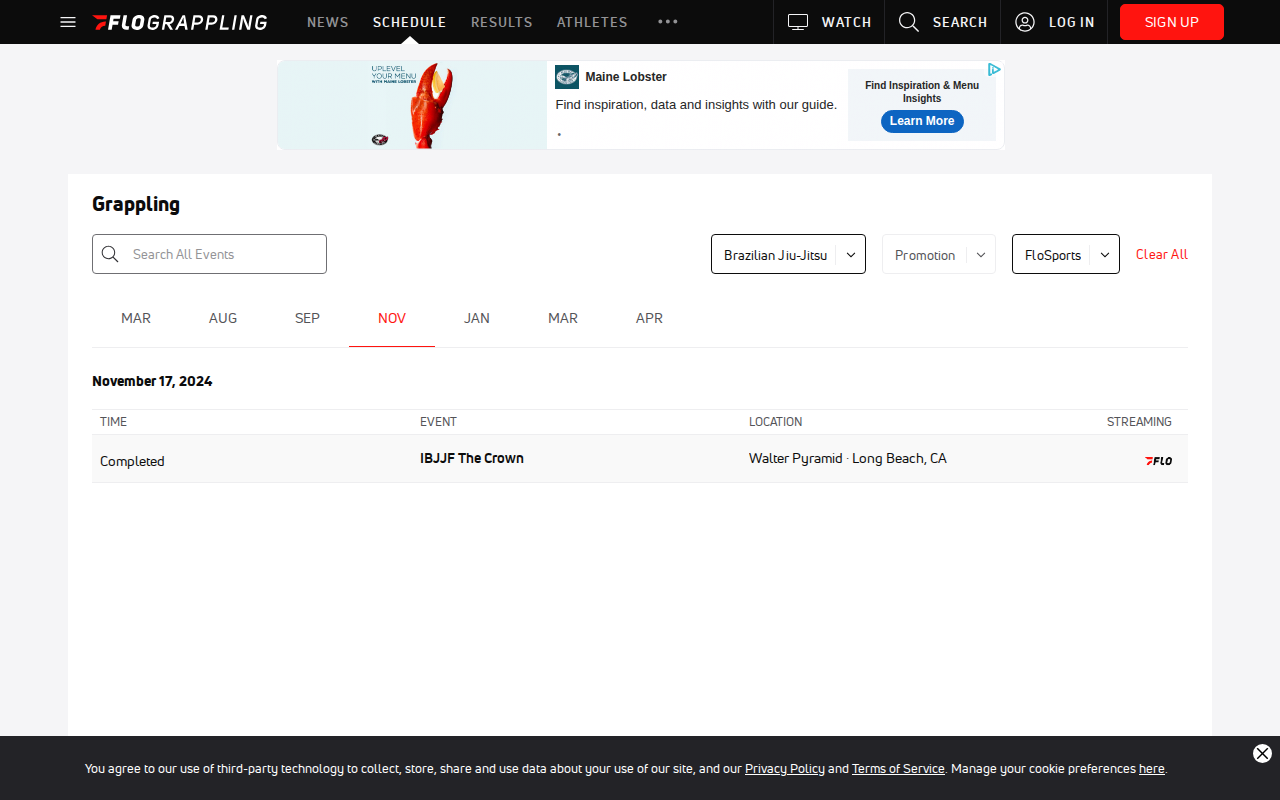 FLOGRAPPLING NEWS SCHEDULE RESULTS ATHLETES WATCH SEARCH LOG IN SIGN UP
UPLEVEL
YOUR MENU
WITH MAINE LOBSTER
Maine Lobster
Find inspiration, data and insights with our guide.
Find Inspiration & Menu
Insights
Learn More
Grappling
Search All Events Brazilian Jiu-Jitsu Promotion FloSports Clear All
MAR AUG SEP NOV JAN MAR APR
November 17, 2024
TIME EVENT LOCATION STREAMING
Completed IBJJF The Crown Walter Pyramid · Long Beach, CA FLO
You agree to our use of third-party technology to collect, store, share and use data about your use of our site, and our Privacy Policy and Terms of Service. Manage your cookie preferences here.